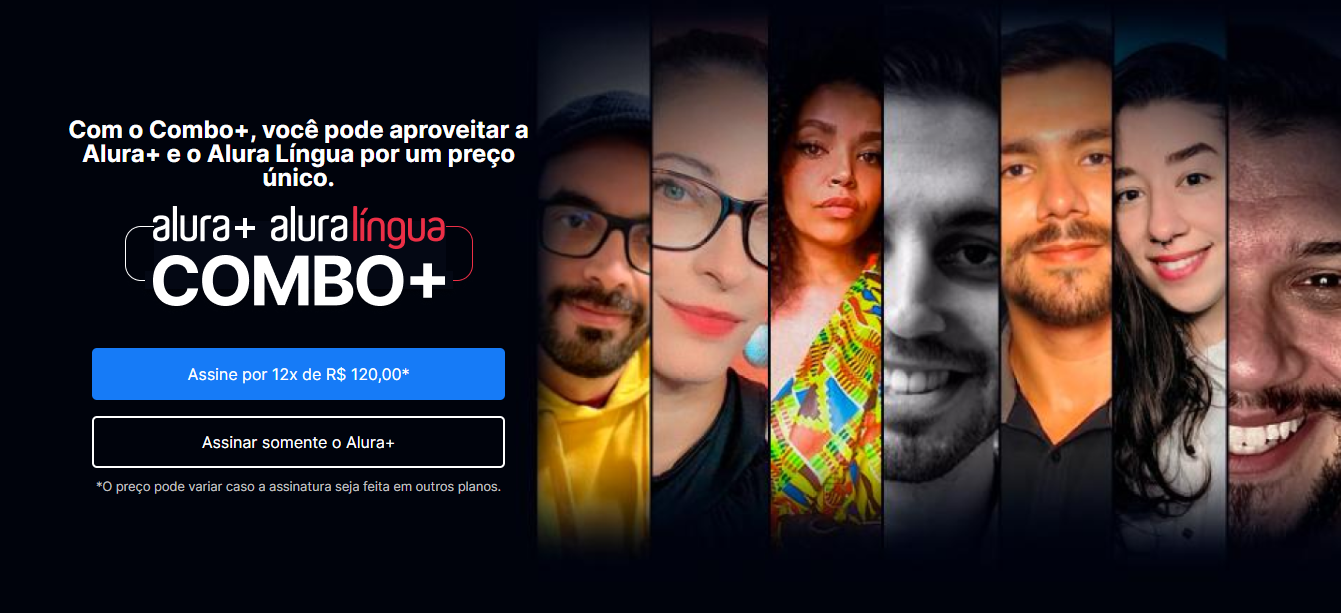 Com o Combo+, você pode aproveitar a
Alura+ e o Alura Língua por um preço
único.
alura+ aluralíngua
COMBO+
Assine por 12x de R$ 120,00*
Assinar somente o Alura+
*O preço pode variar caso a assinatura seja feita em outros planos.